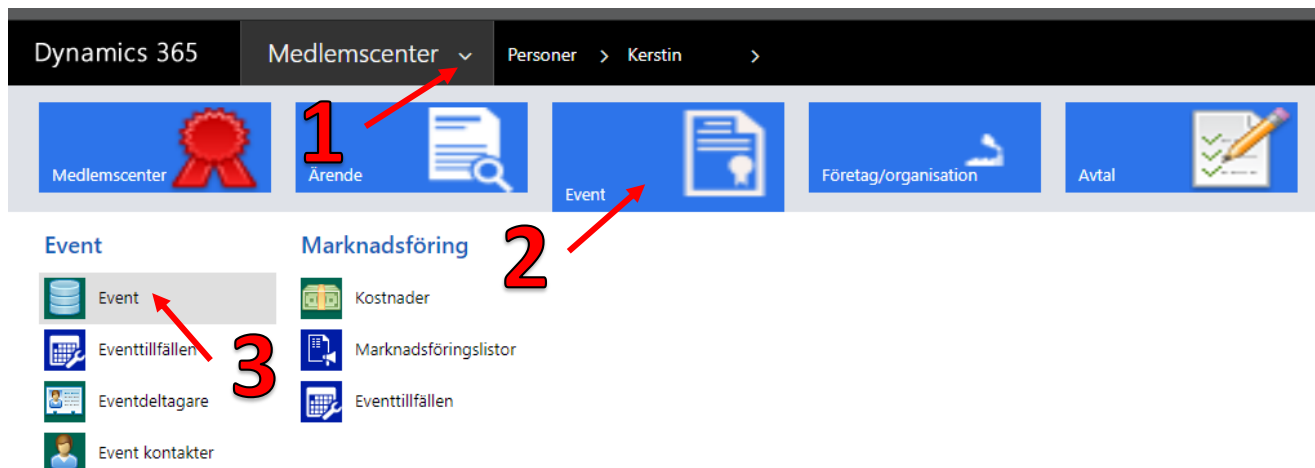 Dynamics 365 Medlemscenter Personer > Kerstin >
1
Medlemscenter Ärende Event Företag/organisation Avtal
2
Event Marknadsföring
Event Kostnader
3
Eventtillfällen Marknadsföringslistor
Eventdeltagare Eventtillfällen
Event kontakter